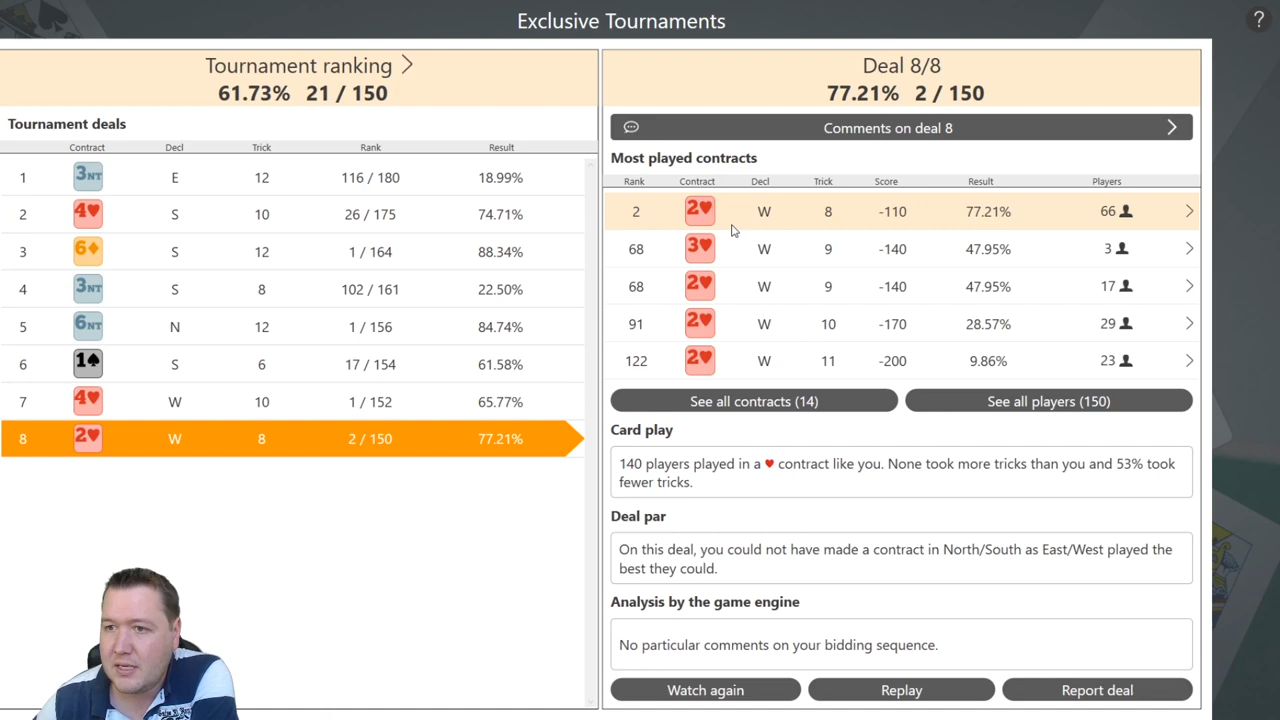 Exclusive Tournaments
?
Tournament ranking >
61.73% 21 / 150
Tournament deals
Contract Decl Trick Rank Result
1 3NT E 12 116 / 180 18.99%
2 4♥ S 10 26 / 175 74.71%
3 6♦ S 12 1 / 164 88.34%
4 3NT S 8 102 / 161 22.50%
5 6NT N 12 1 / 156 84.74%
6 1♠ S 6 17 / 154 61.58%
7 4♥ W 10 1 / 152 65.77%
8 2♥ W 8 2 / 150 77.21%
Deal 8/8
77.21% 2 / 150
Comments on deal 8
Most played contracts
Rank Contract Decl Trick Score Result Players
2 2♥ W 8 -110 77.21% 66
68 3♥ W 9 -140 47.95% 3
68 2♥ W 9 -140 47.95% 17
91 2♥ W 10 -170 28.57% 29
122 2♥ W 11 -200 9.86% 23
See all contracts (14) See all players (150)
Card play
140 players played in a ♥ contract like you. None took more tricks than you and 53% took
fewer tricks.
Deal par
On this deal, you could not have made a contract in North/South as East/West played the
best they could.
Analysis by the game engine
No particular comments on your bidding sequence.
Watch again Replay Report deal